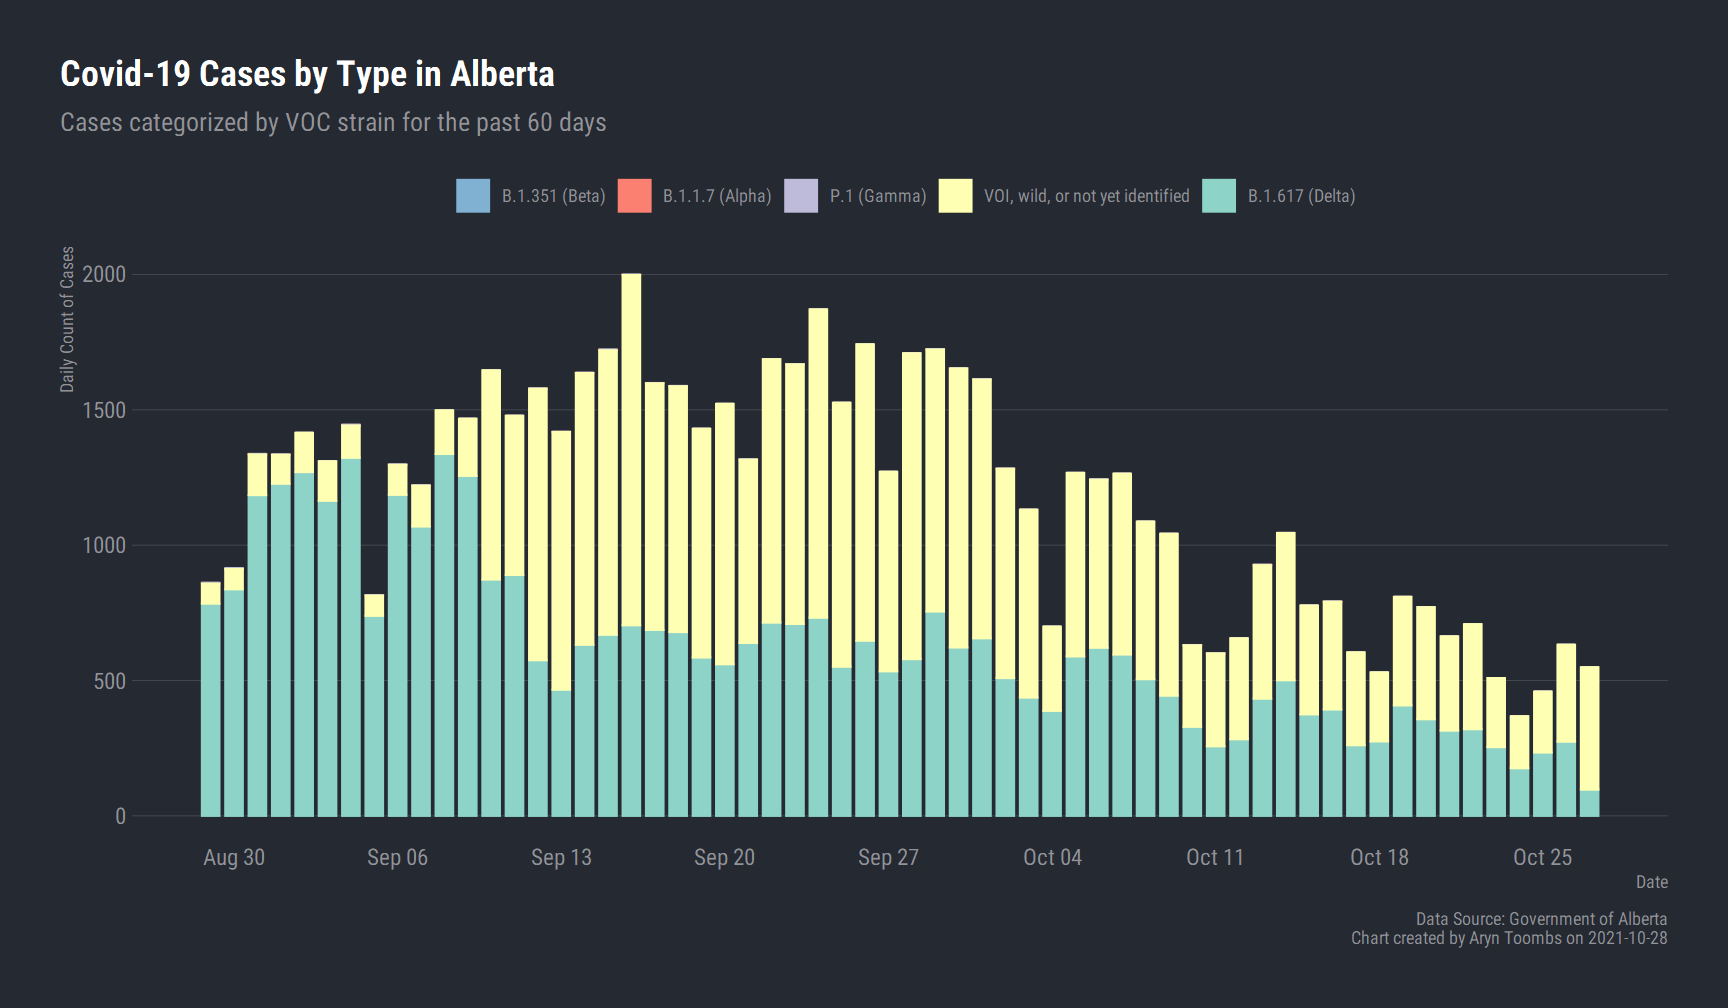 Covid-19 Cases by Type in Alberta
Cases categorized by VOC strain for the past 60 days
B.1.351 (Beta) B.1.1.7 (Alpha) P.1 (Gamma) VOI, wild, or not yet identified B.1.617 (Delta)
Daily Count of Cases
2000
1500
1000
500
0
Aug 30 Sep 06 Sep 13 Sep 20 Sep 27 Oct 04 Oct 11 Oct 18 Oct 25
Date
Data Source: Government of Alberta
Chart created by Aryn Toombs on 2021-10-28